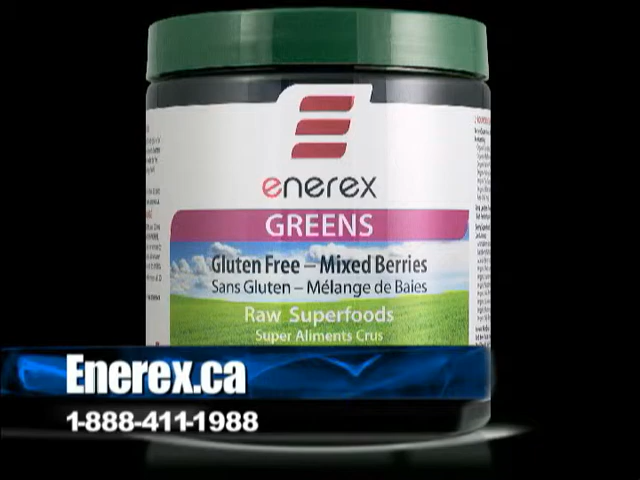 enerex
GREENS
Gluten Free – Mixed Berries
Sans Gluten – Mélange de Baies
Raw Superfoods
Super Aliments Crus
Enerex.ca
1-888-411-1988